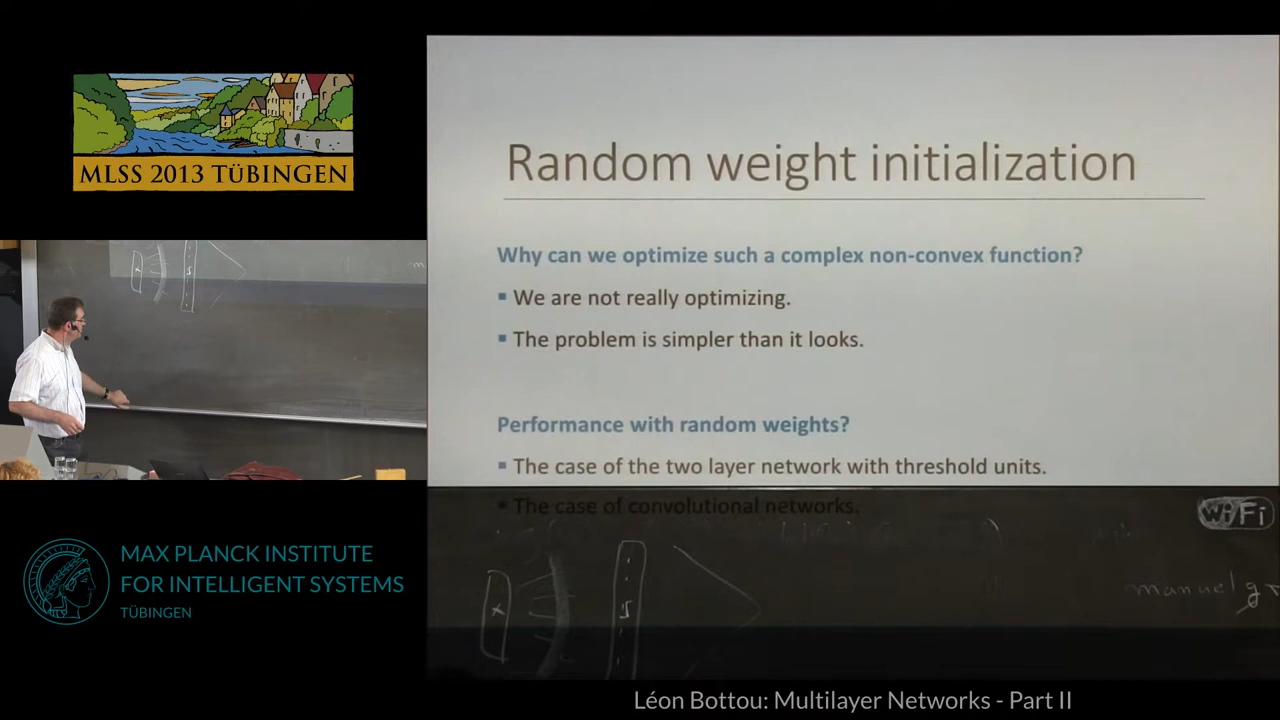 MLSS 2013 TÜBINGEN
Random weight initialization
Why can we optimize such a complex non-convex function?
▪ We are not really optimizing.
▪ The problem is simpler than it looks.
Performance with random weights?
▪ The case of the two layer network with threshold units.
▪ The case of convolutional networks.
WiFi
manuel
x
MAX PLANCK INSTITUTE
FOR INTELLIGENT SYSTEMS
TÜBINGEN
Léon Bottou: Multilayer Networks - Part II